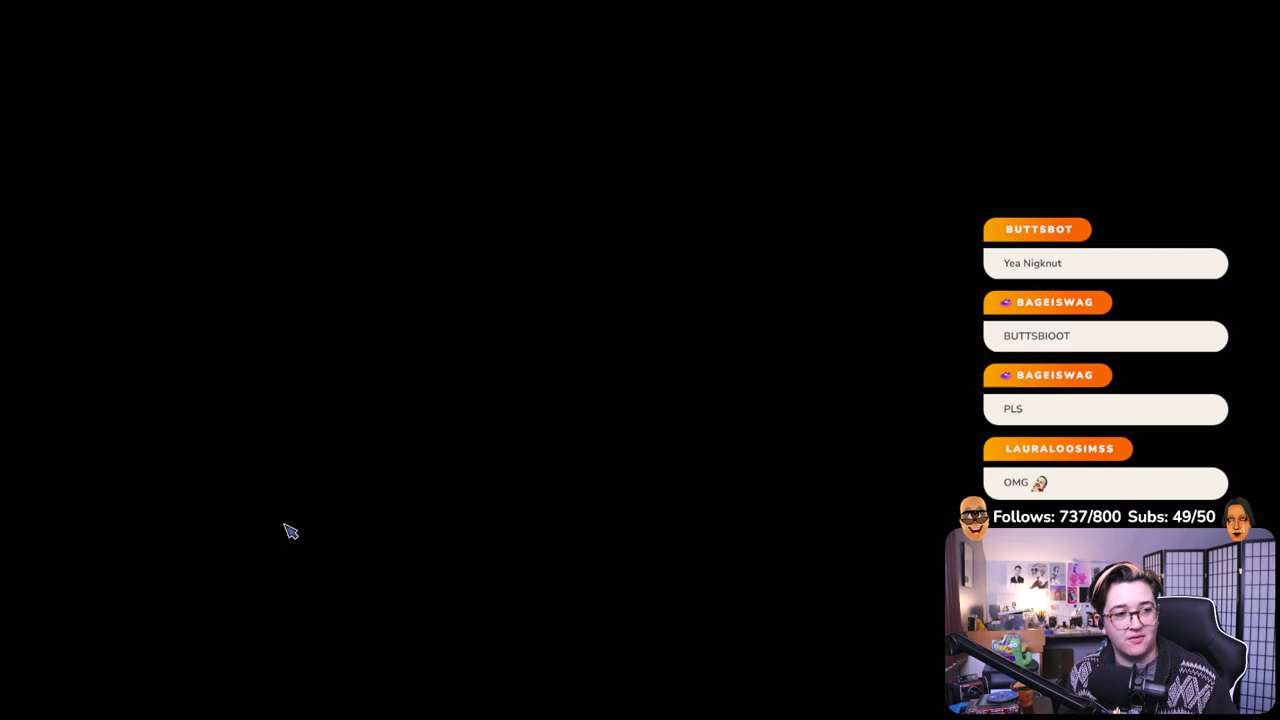 BUTTSBOT
Yea Nigknut
BAGEISWAG
BUTTSBIOOT
BAGEISWAG
PLS
LAURALOOSIMSS
OMG
Follows: 737/800 Subs: 49/50